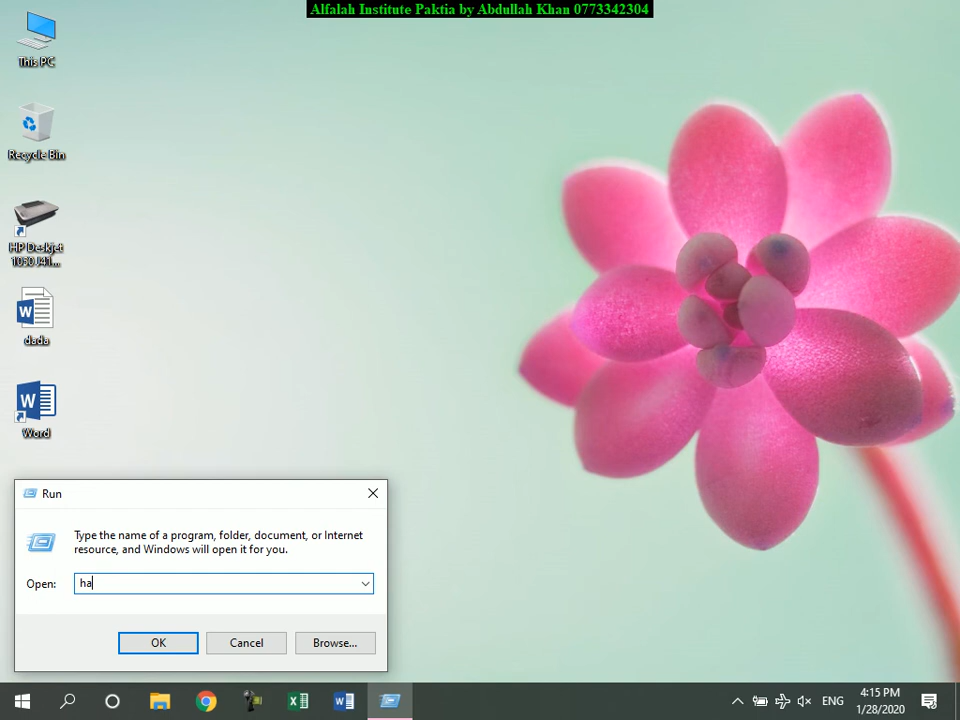 Alfalah Institute Paktia by Abdullah Khan 0773342304
This PC
Recycle Bin
HP Deskjet
1050 J41...
dada
Word
Run
Type the name of a program, folder, document, or Internet
resource, and Windows will open it for you.
Open:
ha
OK
Cancel
Browse...
ENG
4:15 PM
1/28/2020